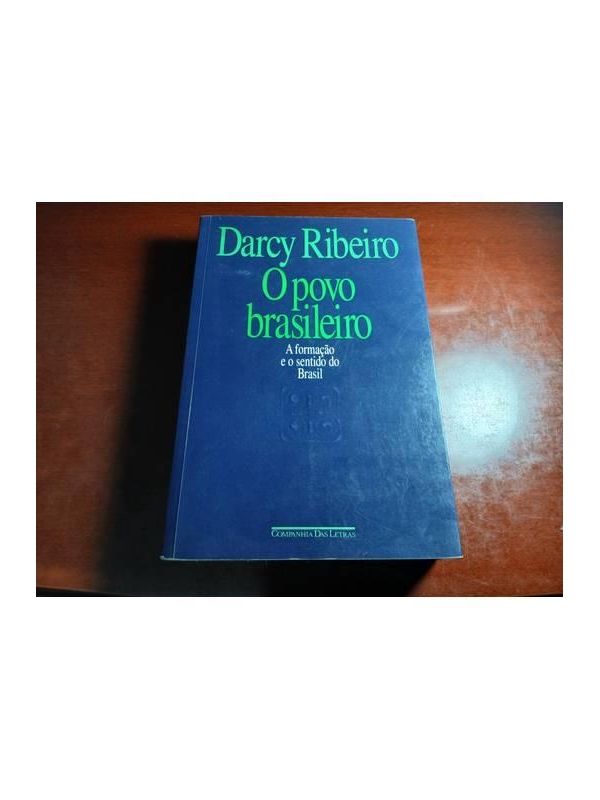 Darcy Ribeiro
O povo
brasileiro
A formação
e o sentido do
Brasil
COMPANHIA DAS LETRAS